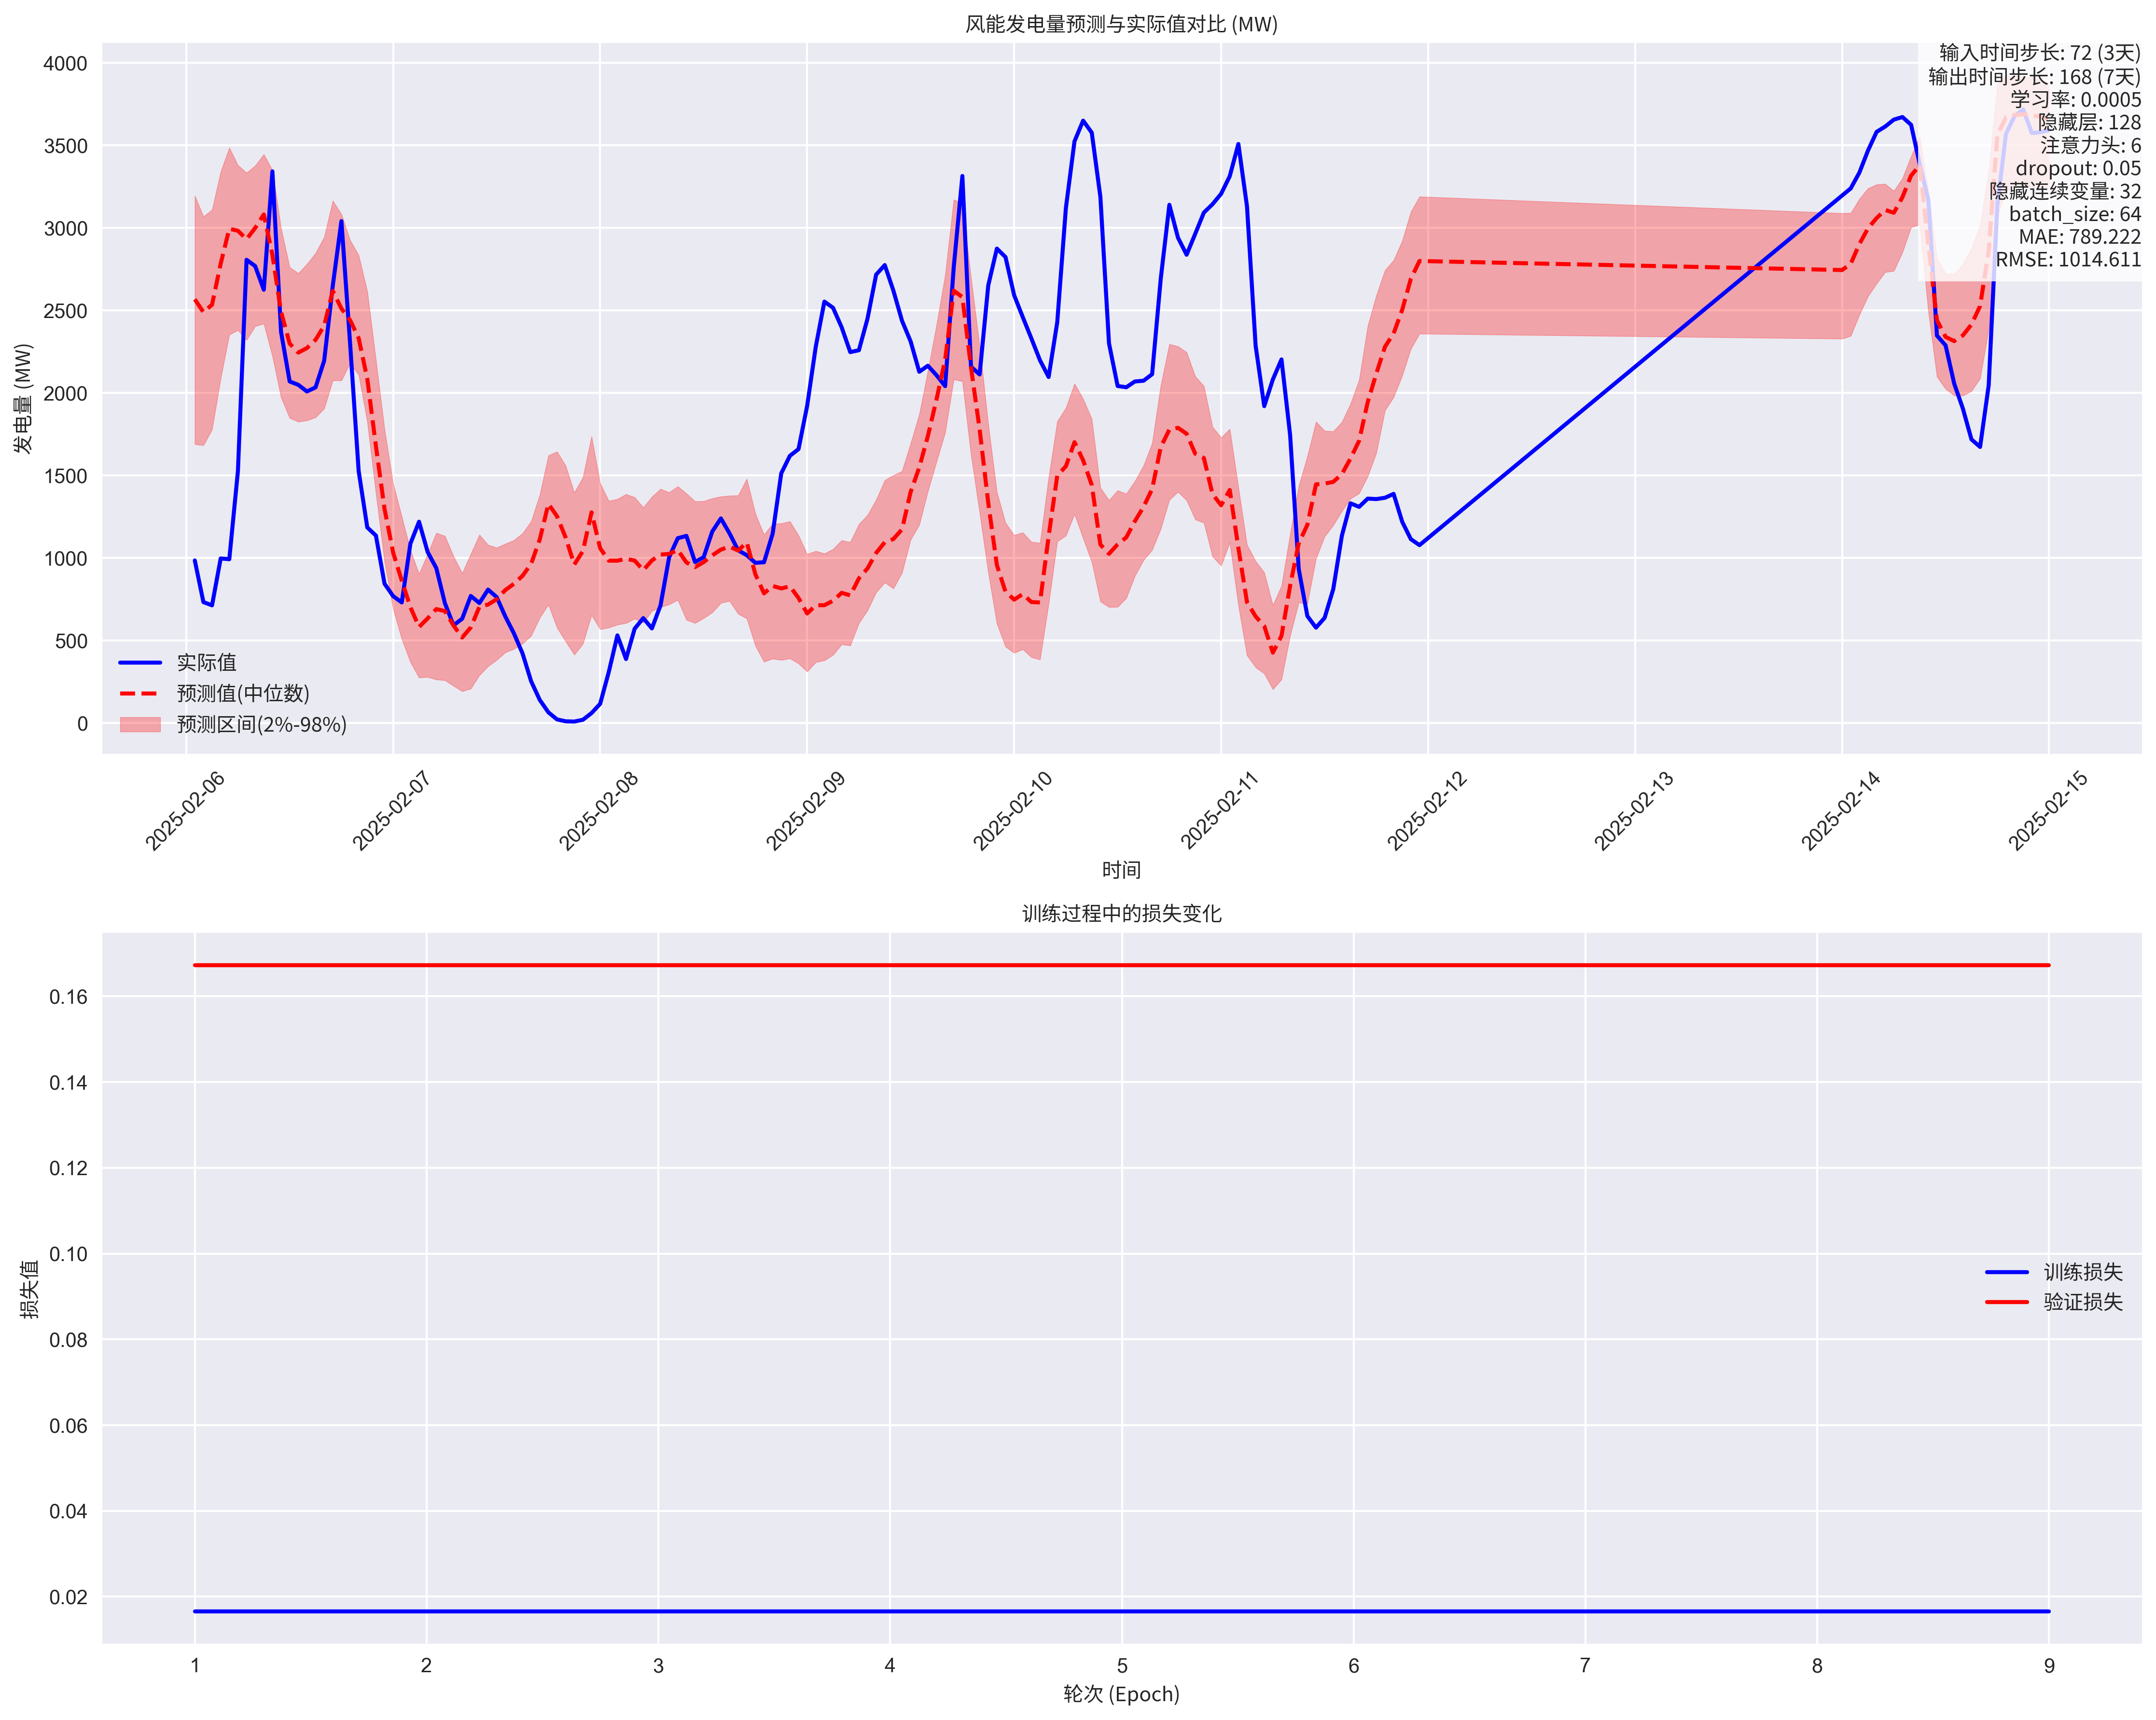 风能发电量预测与实际值对比 (MW)
输入时间步长: 72 (3天)
输出时间步长: 168 (7天)
学习率: 0.0005
隐藏层: 128
注意力头: 6
dropout: 0.05
隐藏连续变量: 32
batch_size: 64
MAE: 789.222
RMSE: 1014.611
4000
3500
3000
2500
2000
1500
1000
500
0
发电量 (MW)
实际值
预测值(中位数)
预测区间(2%-98%)
2025-02-06
2025-02-07
2025-02-08
2025-02-09
2025-02-10
2025-02-11
2025-02-12
2025-02-13
2025-02-14
2025-02-15
时间
训练过程中的损失变化
0.16
0.14
0.12
0.10
0.08
0.06
0.04
0.02
损失值
训练损失
验证损失
1
2
3
4
5
6
7
8
9
轮次 (Epoch)